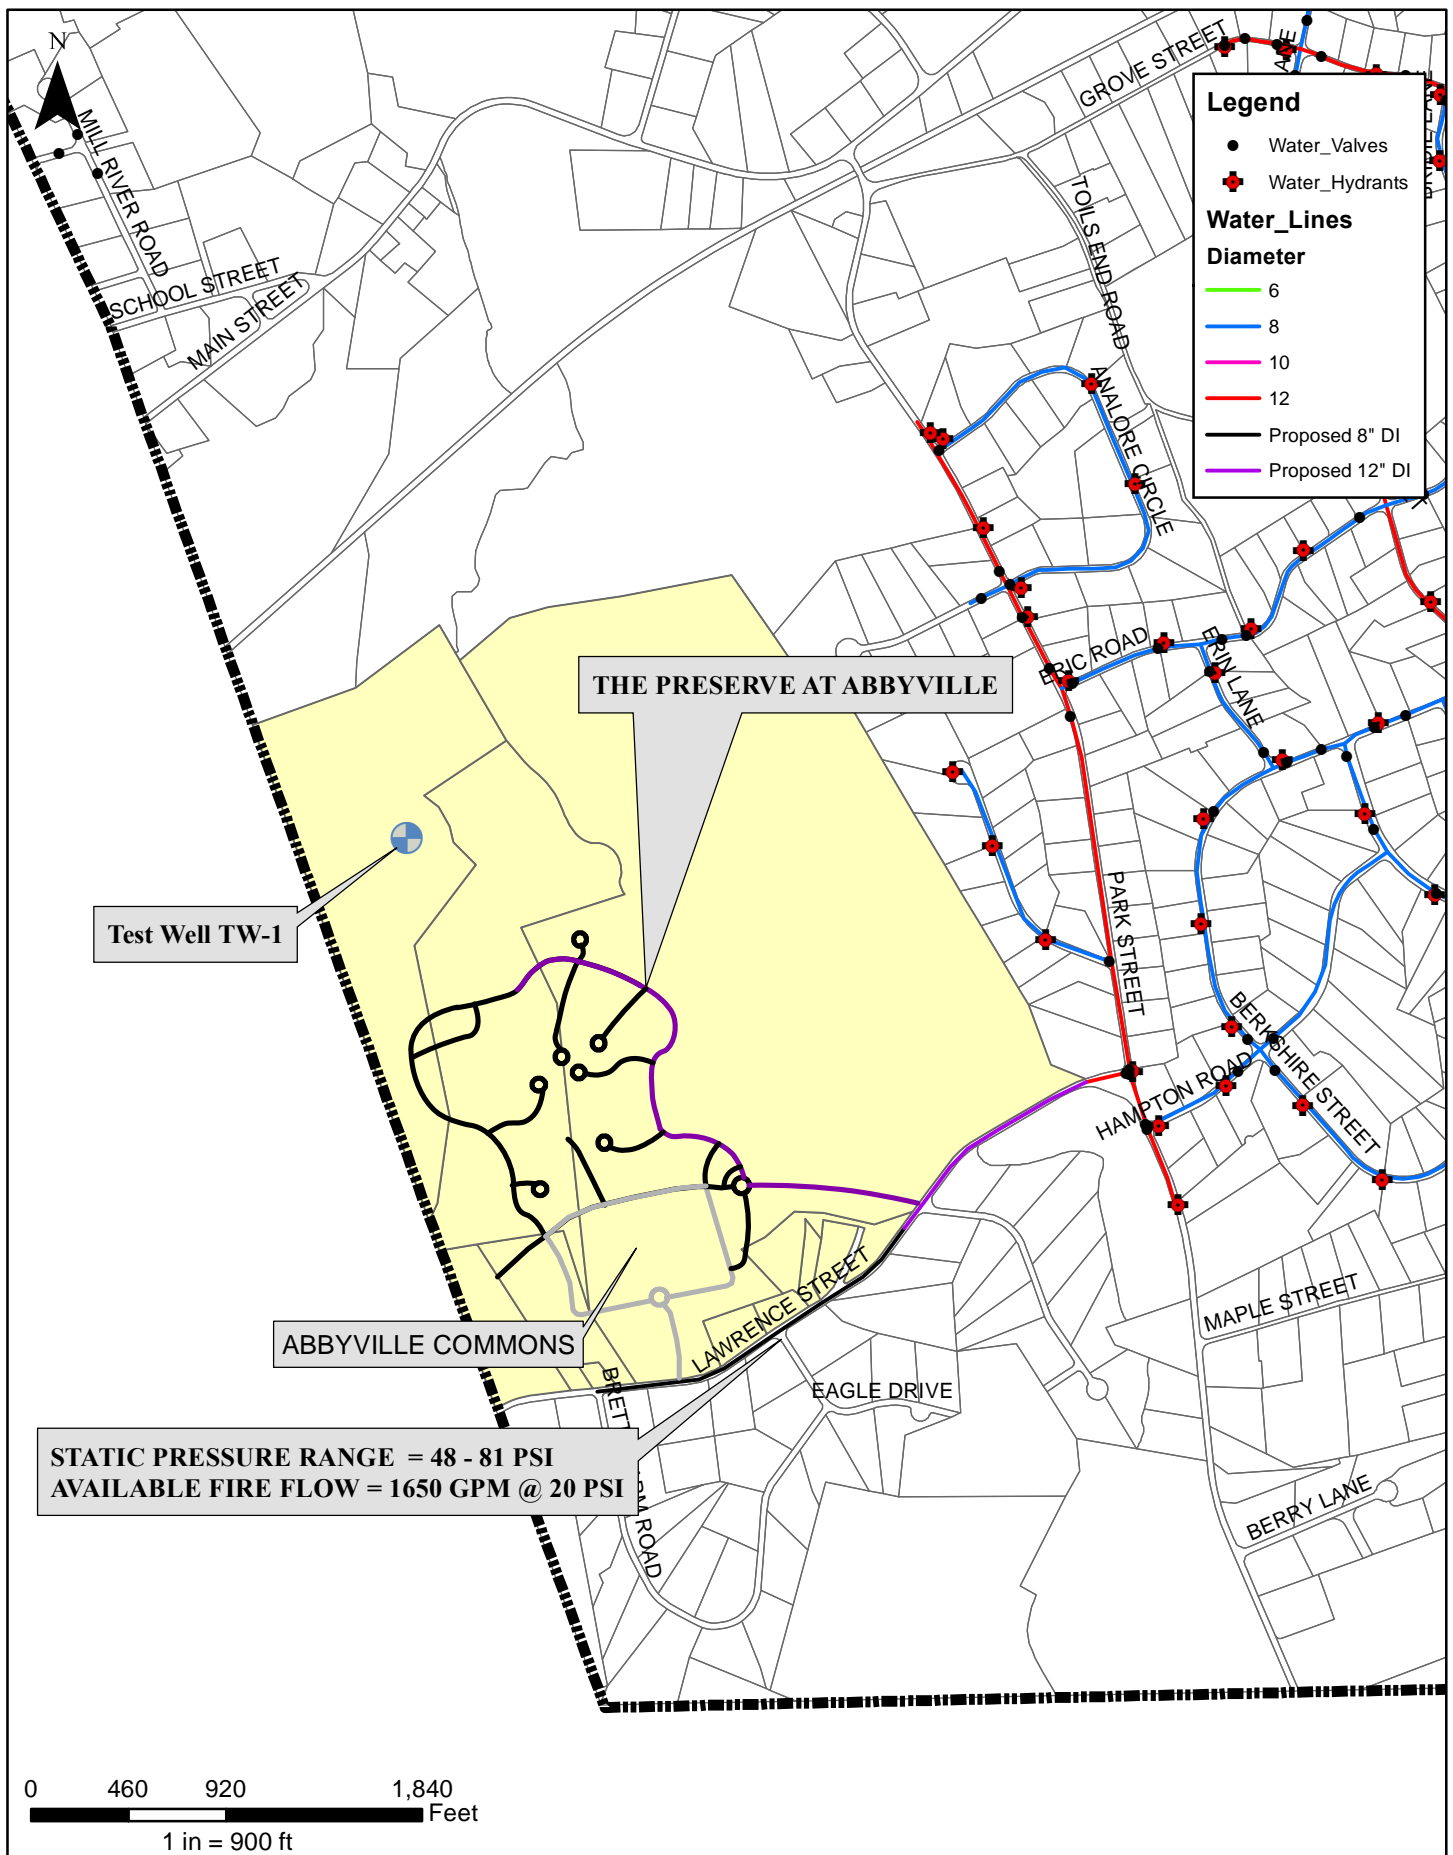 N
GROVE STREET
MILL RIVER ROAD
SCHOOL STREET
MAIN STREET
TOILS END ROAD
Legend
Water_Valves
Water_Hydrants
Water_Lines
Diameter
6
8
10
12
Proposed 8" DI
Proposed 12" DI
ANALORE CIRCLE
ERIC ROAD
ERIN LANE
THE PRESERVE AT ABBYVILLE
Test Well TW-1
PARK STREET
BERKSHIRE STREET
HAMPTON ROAD
MAPLE STREET
LAWRENCE STREET
ABBYVILLE COMMONS
EAGLE DRIVE
STATIC PRESSURE RANGE = 48 - 81 PSI
AVAILABLE FIRE FLOW = 1650 GPM @ 20 PSI
BERRY LANE
0 460 920 1,840
Feet
1 in = 900 ft